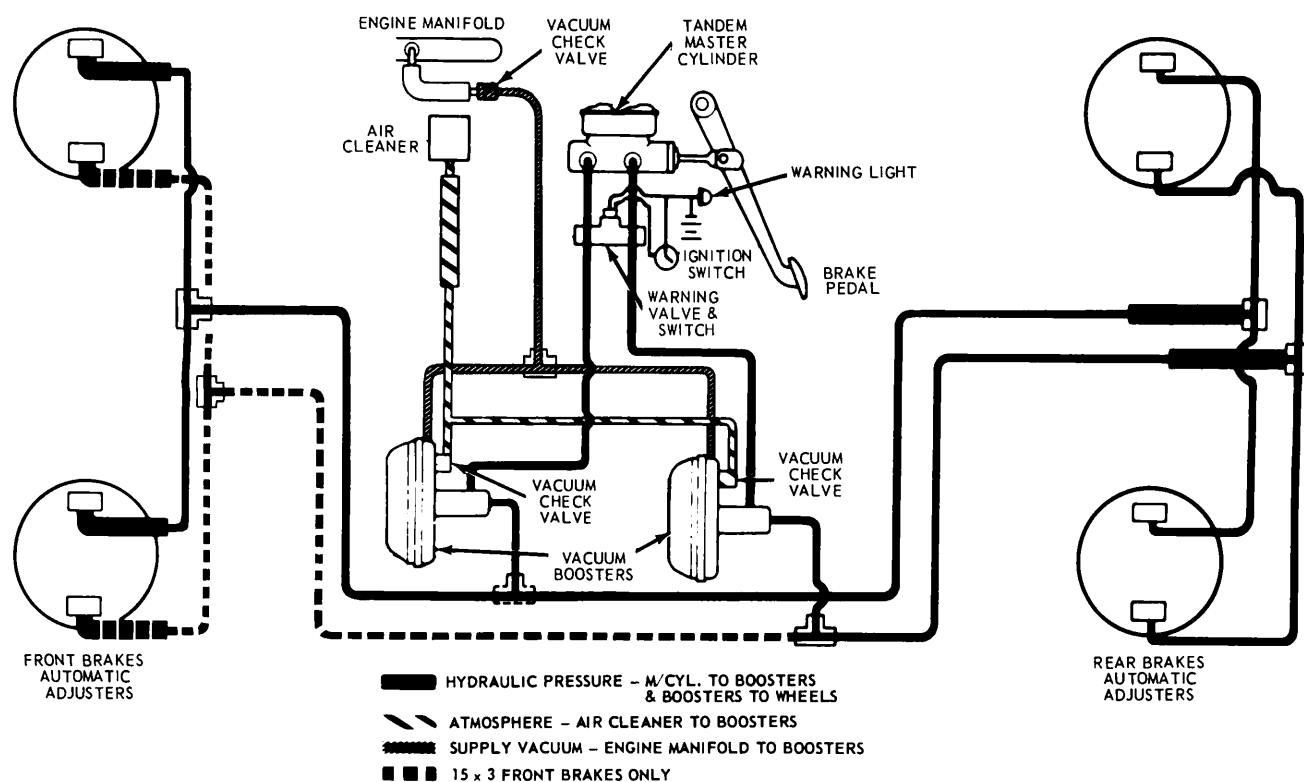 ENGINE MANIFOLD
VACUUM
CHECK
VALVE
TANDEM
MASTER
CYLINDER
AIR
CLEANER
WARNING LIGHT
IGNITION
SWITCH
BRAKE
PEDAL
WARNING
VALVE &
SWITCH
VACUUM
CHECK
VALVE
VACUUM
CHECK
VALVE
VACUUM
BOOSTERS
FRONT BRAKES
AUTOMATIC
ADJUSTERS
REAR BRAKES
AUTOMATIC
ADJUSTERS
HYDRAULIC PRESSURE – M/CYL. TO BOOSTERS
& BOOSTERS TO WHEELS
ATMOSPHERE – AIR CLEANER TO BOOSTERS
SUPPLY VACUUM – ENGINE MANIFOLD TO BOOSTERS
15 x 3 FRONT BRAKES ONLY